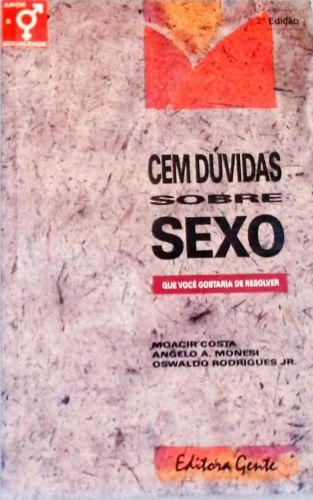 AMOR
&
SEXUALIDADE
2ª Edição
CEM DÚVIDAS
SOBRE
SEXO
QUE VOCÊ GOSTARIA DE RESOLVER
MOACIR COSTA
ANGELO A. MONESI
OSWALDO RODRIGUES JR.
Editora Gente